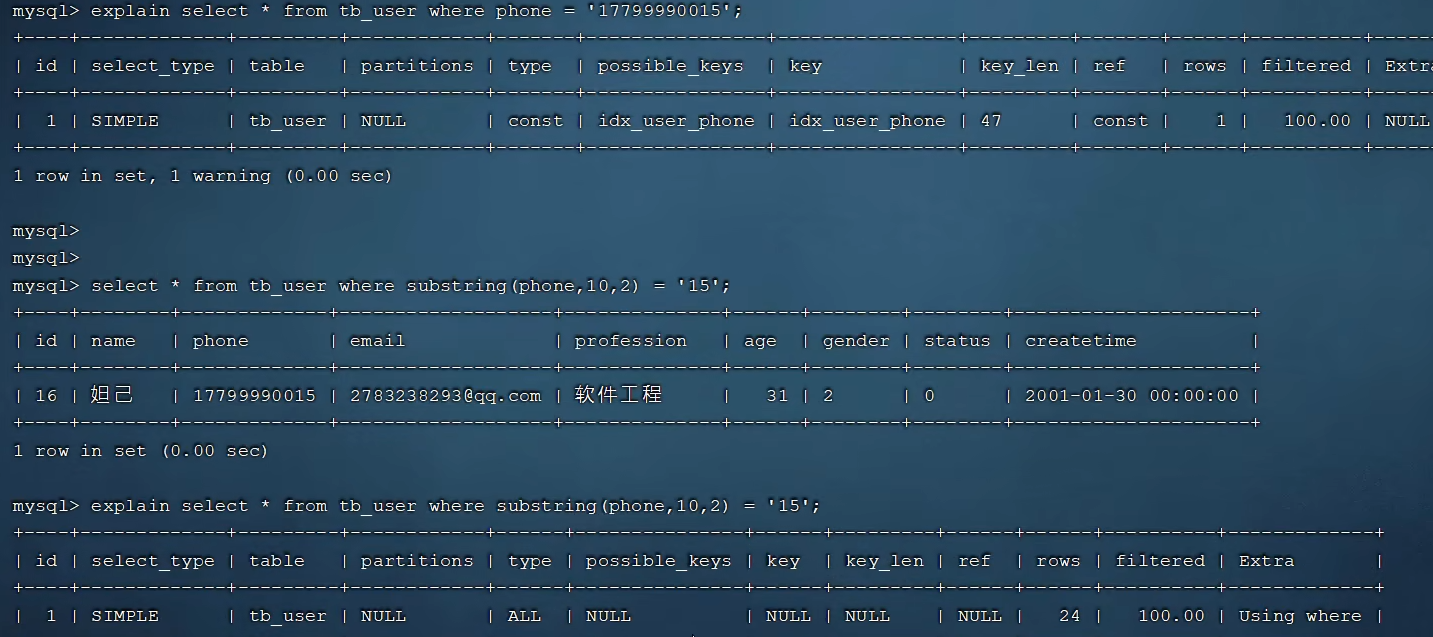 mysql> explain select * from tb_user where phone = '17799990015';
+----+-------------+---------+------------+-------+----------------+----------------+---------+-------+------+----------+------
| id | select_type | table   | partitions | type  | possible_keys  | key            | key_len | ref   | rows | filtered | Extr
+----+-------------+---------+------------+-------+----------------+----------------+---------+-------+------+----------+------
|  1 | SIMPLE      | tb_user | NULL       | const | idx_user_phone | idx_user_phone | 47      | const |    1 |   100.00 | NULL
+----+-------------+---------+------------+-------+----------------+----------------+---------+-------+------+----------+------
1 row in set, 1 warning (0.00 sec)
mysql>
mysql>
mysql> select * from tb_user where substring(phone,10,2) = '15';
+----+--------+-------------+-------------------+--------------+------+--------+--------+---------------------+
| id | name   | phone       | email             | profession   | age  | gender | status | createtime          |
+----+--------+-------------+-------------------+--------------+------+--------+--------+---------------------+
| 16 | 妲己   | 17799990015 | 2783238293@qq.com | 软件工程     |   31 | 2      | 0      | 2001-01-30 00:00:00 |
+----+--------+-------------+-------------------+--------------+------+--------+--------+---------------------+
1 row in set (0.00 sec)
mysql> explain select * from tb_user where substring(phone,10,2) = '15';
+----+-------------+---------+------------+------+---------------+------+---------+------+------+----------+-------------+
| id | select_type | table   | partitions | type | possible_keys | key  | key_len | ref  | rows | filtered | Extra       |
+----+-------------+---------+------------+------+---------------+------+---------+------+------+----------+-------------+
|  1 | SIMPLE      | tb_user | NULL       | ALL  | NULL          | NULL | NULL    | NULL |   24 |   100.00 | Using where |